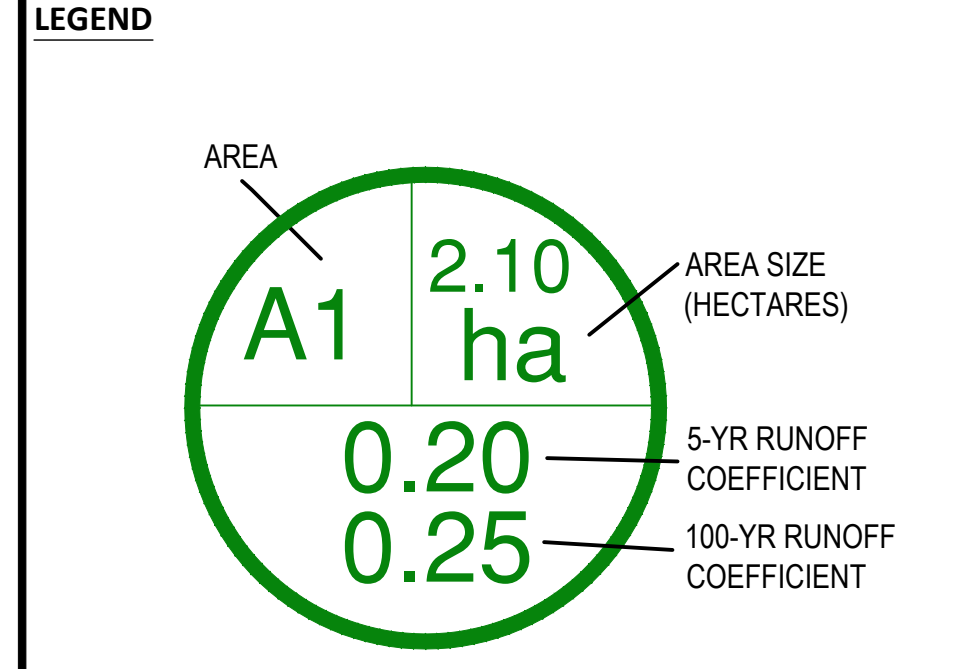 LEGEND
AREA
A1
2.10
ha
AREA SIZE
(HECTARES)
0.20
5-YR RUNOFF
COEFFICIENT
0.25
100-YR RUNOFF
COEFFICIENT